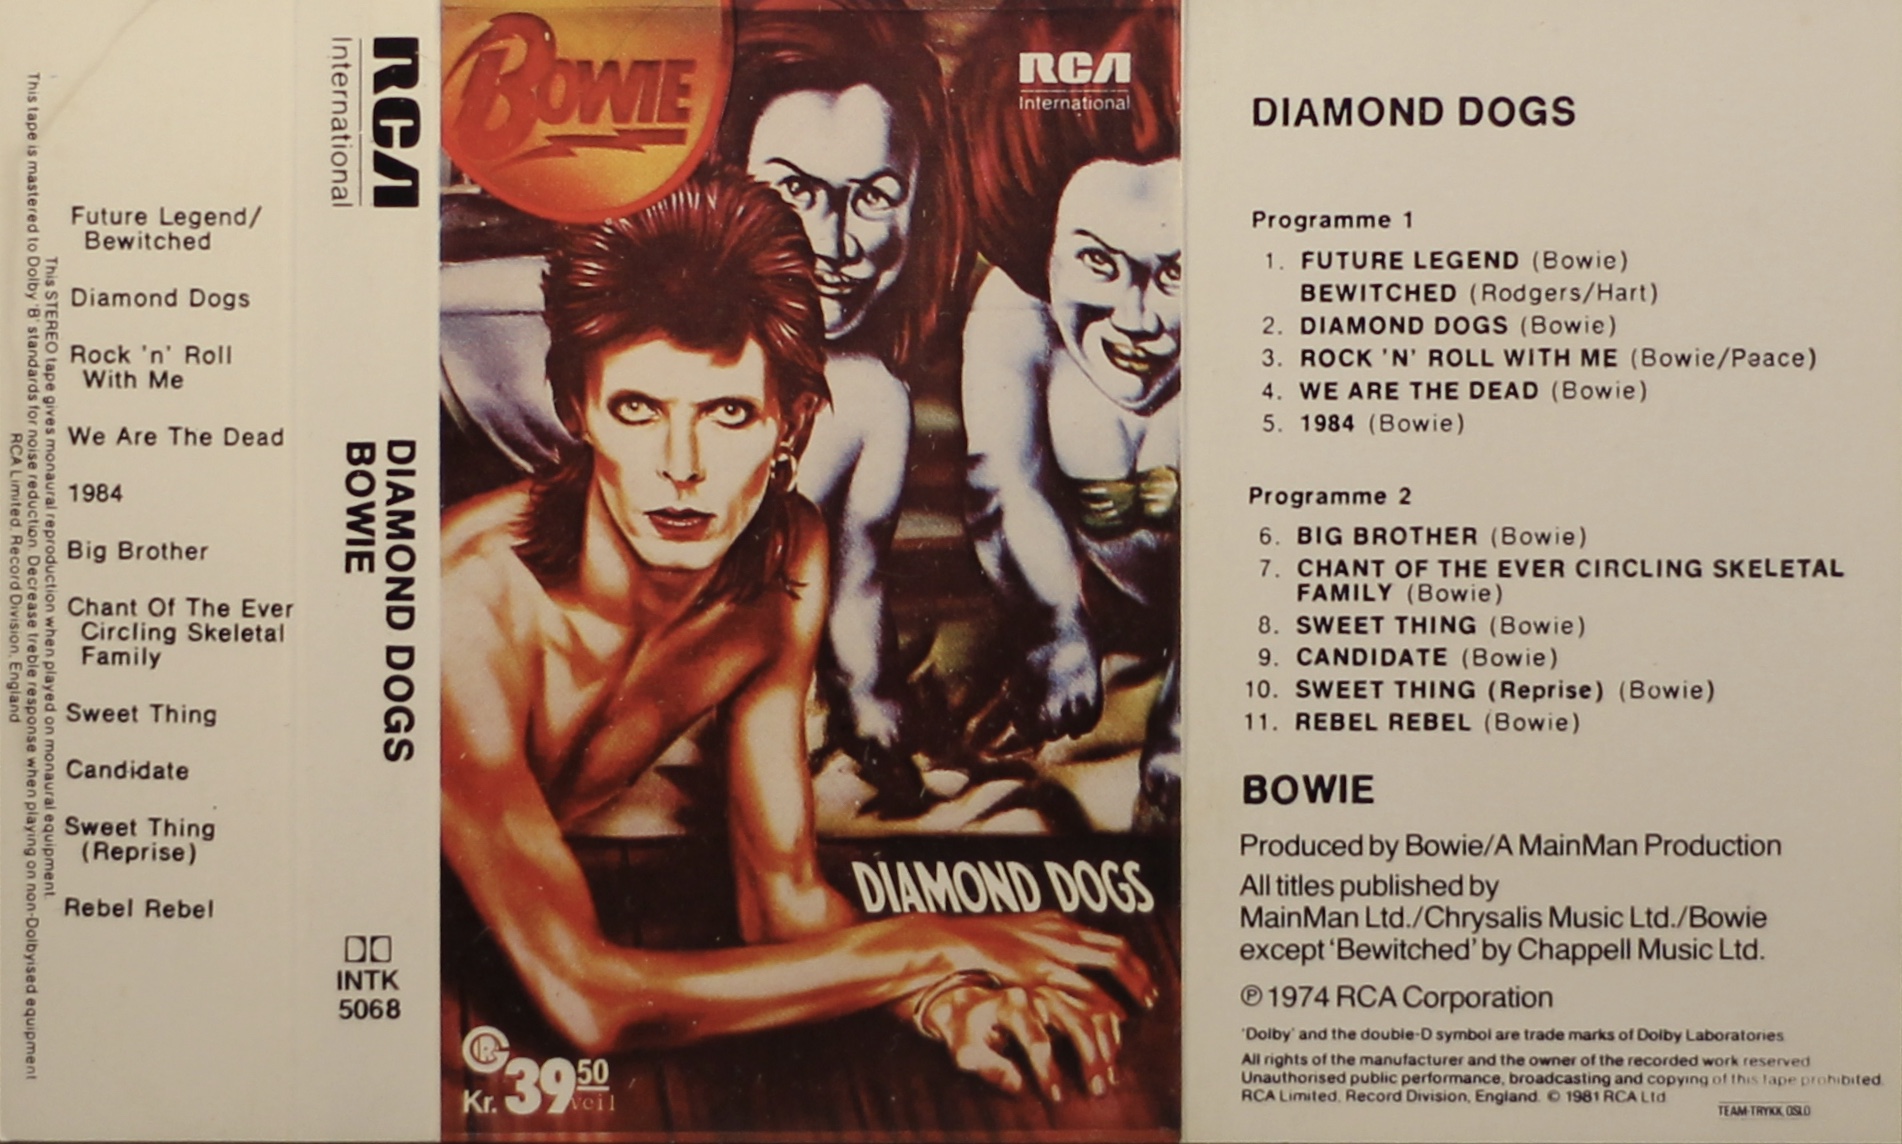 This STEREO tape gives monaural reproduction when played on monaural equipment.
This tape is mastered to Dolby 'B' standards for noise reduction. Decrease treble response when playing on non-Dolbyised equipment
RCA Limited, Record Division, England
Future Legend/
Bewitched
Diamond Dogs
Rock 'n' Roll
With Me
We Are The Dead
1984
Big Brother
Chant Of The Ever
Circling Skeletal
Family
Sweet Thing
Candidate
Sweet Thing
(Reprise)
Rebel Rebel
RCA
International
DIAMOND DOGS
BOWIE
INTK
5068
BOWIE
RCA
International
DIAMOND DOGS
Kr. 39 50
veil
DIAMOND DOGS
Programme 1
1. FUTURE LEGEND (Bowie)
BEWITCHED (Rodgers/Hart)
2. DIAMOND DOGS (Bowie)
3. ROCK 'N' ROLL WITH ME (Bowie/Peace)
4. WE ARE THE DEAD (Bowie)
5. 1984 (Bowie)
Programme 2
6. BIG BROTHER (Bowie)
7. CHANT OF THE EVER CIRCLING SKELETAL
FAMILY (Bowie)
8. SWEET THING (Bowie)
9. CANDIDATE (Bowie)
10. SWEET THING (Reprise) (Bowie)
11. REBEL REBEL (Bowie)
BOWIE
Produced by Bowie/A MainMan Production
All titles published by
MainMan Ltd./Chrysalis Music Ltd./Bowie
except 'Bewitched' by Chappell Music Ltd.
℗ 1974 RCA Corporation
'Dolby' and the double-D symbol are trade marks of Dolby Laboratories
All rights of the manufacturer and the owner of the recorded work reserved
Unauthorised public performance, broadcasting and copying of this tape prohibited.
RCA Limited, Record Division, England. © 1981 RCA Ltd
TEAM-TRYKK, OSLO